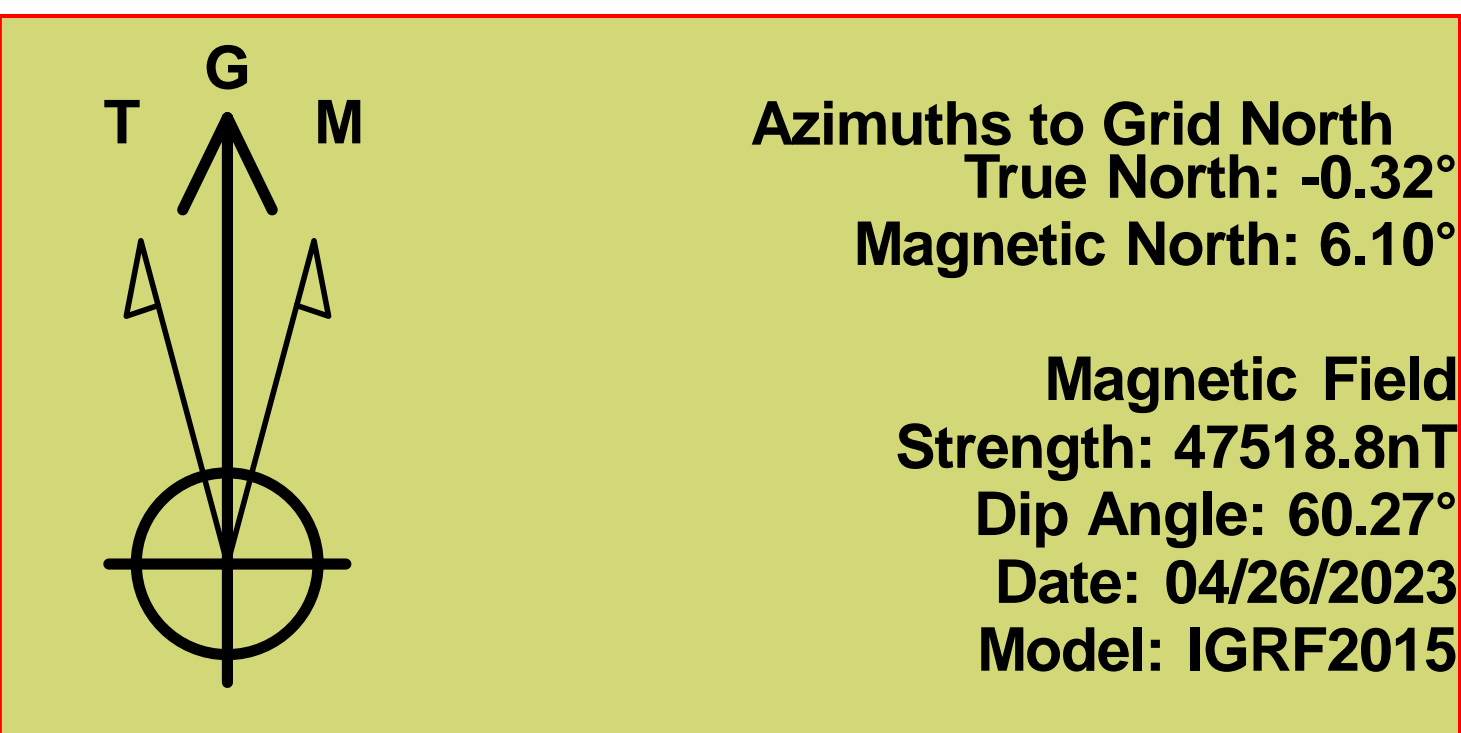 G
T M
Azimuths to Grid North
True North: -0.32°
Magnetic North: 6.10°
Magnetic Field
Strength: 47518.8nT
Dip Angle: 60.27°
Date: 04/26/2023
Model: IGRF2015